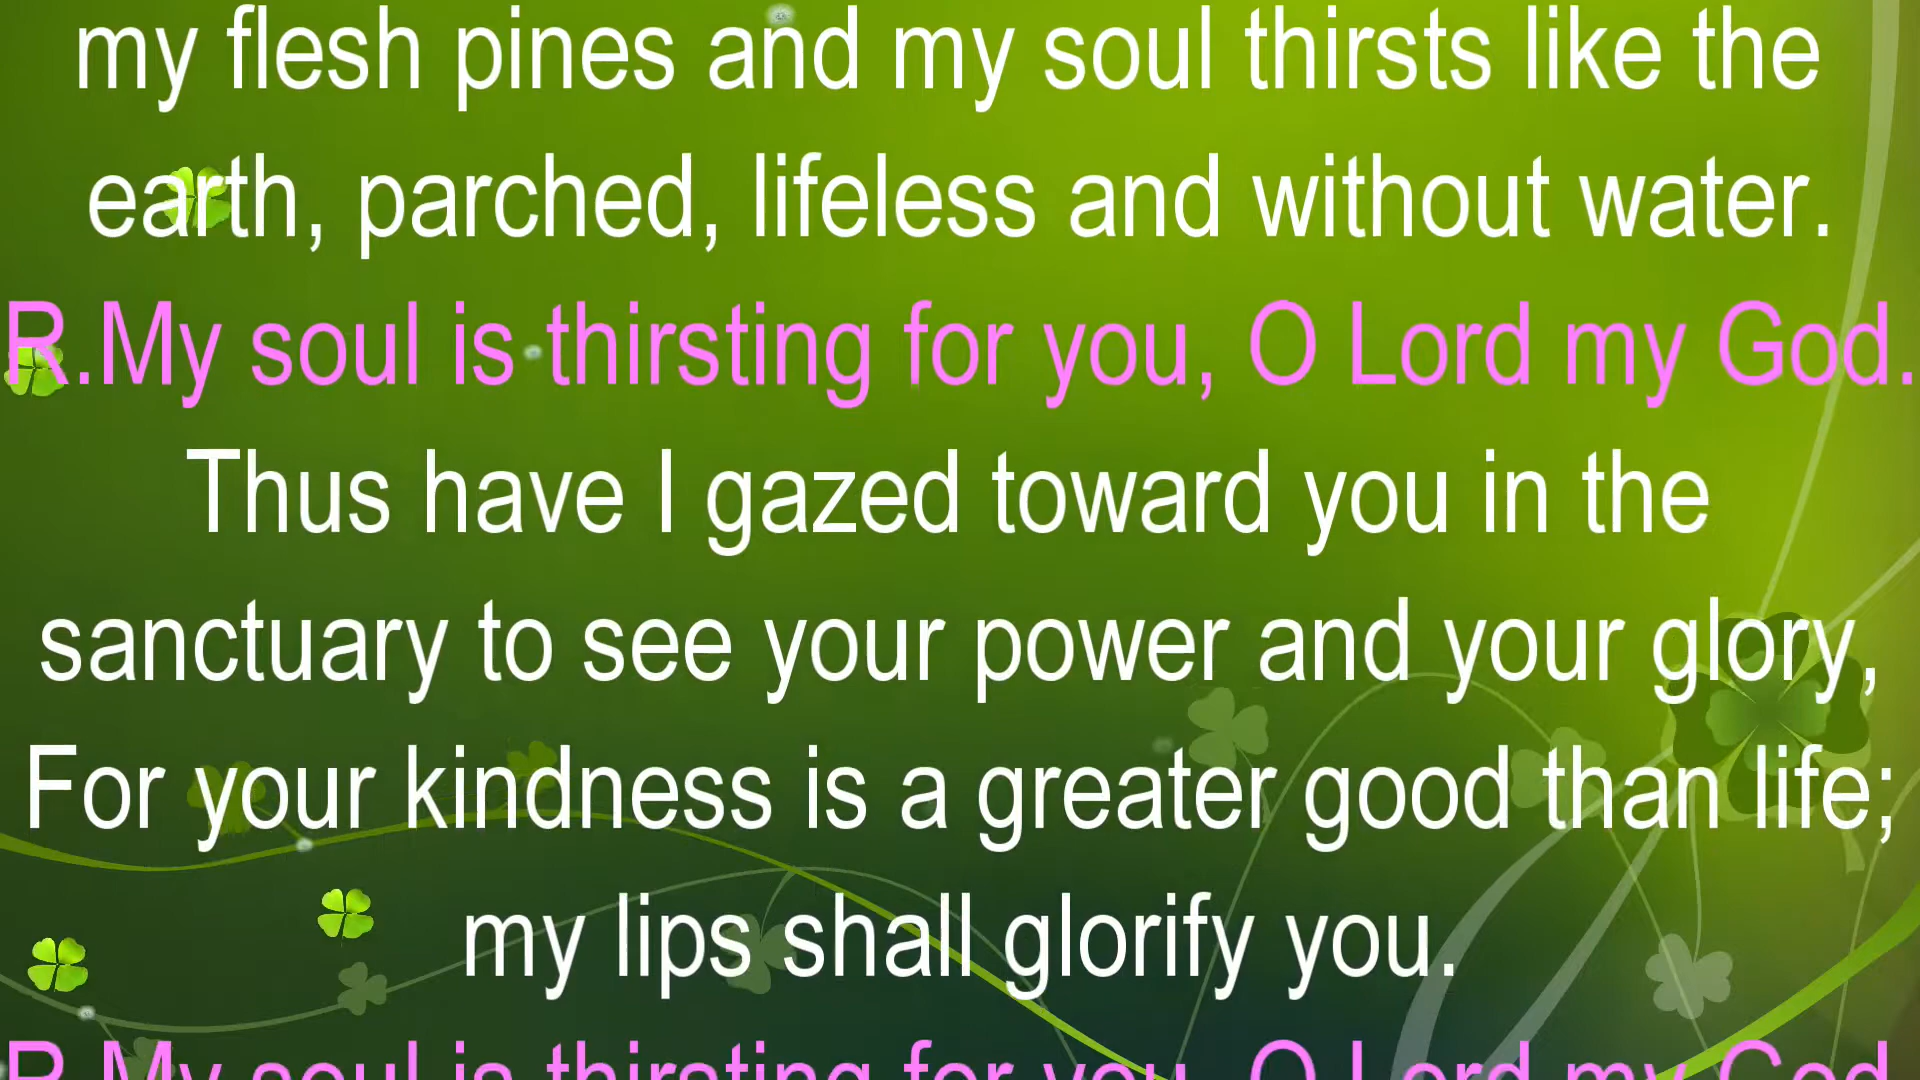 my flesh pines and my soul thirsts like the
earth, parched, lifeless and without water.
R.My soul is thirsting for you, O Lord my God.
Thus have I gazed toward you in the
sanctuary to see your power and your glory,
For your kindness is a greater good than life;
my lips shall glorify you.
R.My soul is thirsting for you, O Lord my God